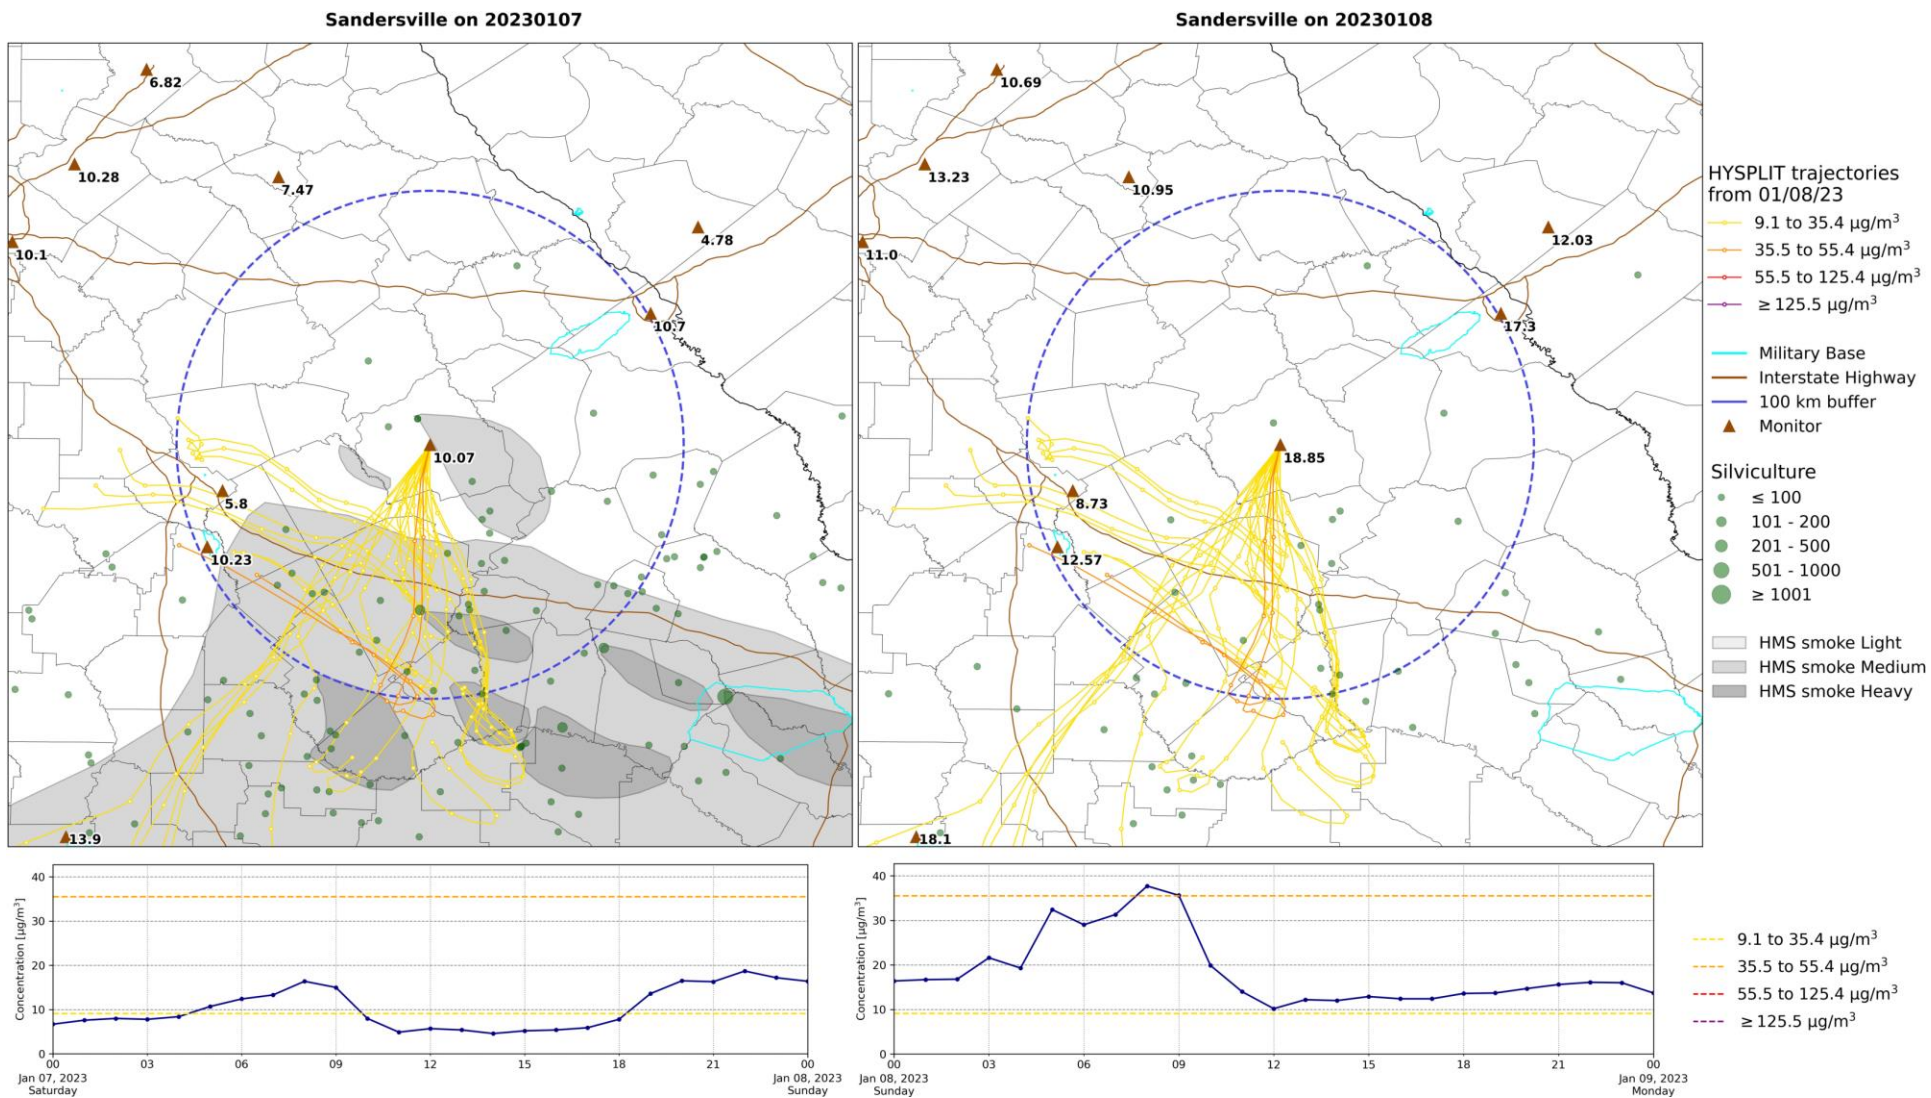 Sandersville on 20230107
6.82
10.28
7.47
10.1
4.78
10.7
10.07
5.8
10.23
13.9
Sandersville on 20230108
10.69
13.23
10.95
11.0
12.03
17.3
18.85
8.73
12.57
18.1
HYSPLIT trajectories
from 01/08/23
9.1 to 35.4 µg/m³
35.5 to 55.4 µg/m³
55.5 to 125.4 µg/m³
≥ 125.5 µg/m³
Military Base
Interstate Highway
100 km buffer
Monitor
Silviculture
≤ 100
101 - 200
201 - 500
501 - 1000
≥ 1001
HMS smoke Light
HMS smoke Medium
HMS smoke Heavy
Concentration [µg/m³]
40
30
20
10
0
00 03 06 09 12 15 18 21 00
Jan 07, 2023 Jan 08, 2023
Saturday Sunday
Concentration [µg/m³]
40
30
20
10
0
00 03 06 09 12 15 18 21 00
Jan 08, 2023 Jan 09, 2023
Sunday Monday
9.1 to 35.4 µg/m³
35.5 to 55.4 µg/m³
55.5 to 125.4 µg/m³
≥ 125.5 µg/m³